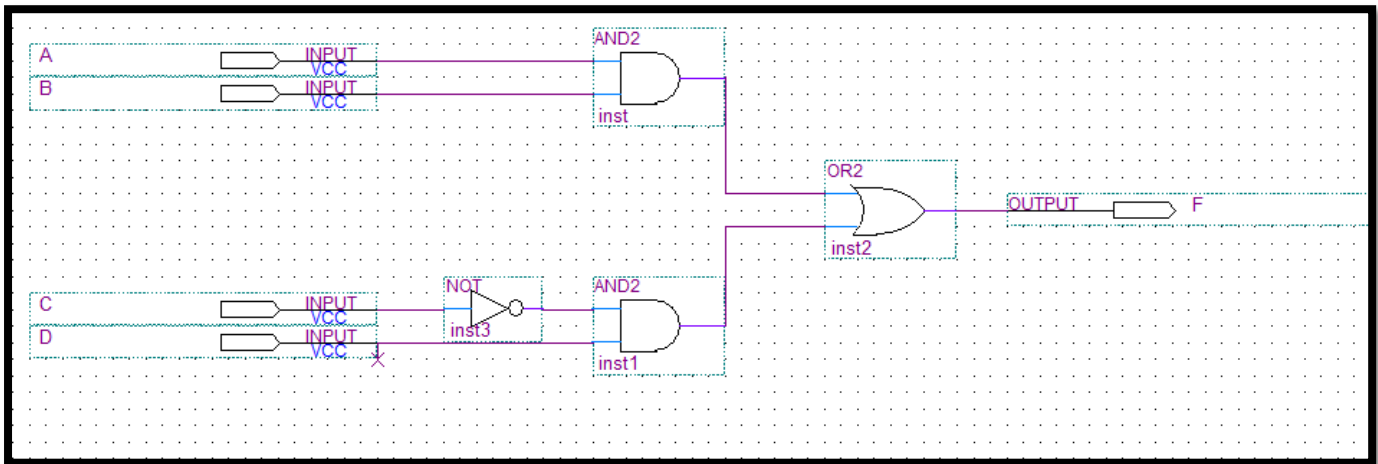 AND2
A INPUT
VCC
B INPUT
VCC
inst
OR2
OUTPUT F
inst2
NOT AND2
C INPUT
VCC
inst3
D INPUT
VCC
inst1